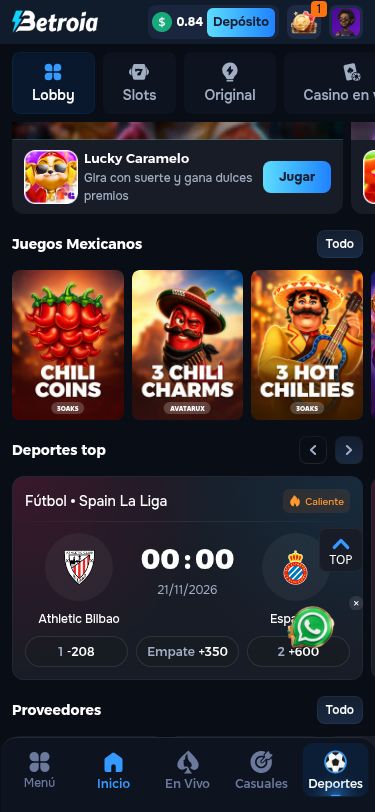 Betroia
$ 0.84 Depósito
1
Lobby
Slots
Original
Casino en
Lucky Caramelo
Gira con suerte y gana dulces
premios
Jugar
Juegos Mexicanos
Todo
CHILI
COINS
3OAKS
3 CHILI
CHARMS
AVATARUX
3 HOT
CHILLIES
3OAKS
Deportes top
Fútbol • Spain La Liga
Caliente
00 : 00
21/11/2026
TOP
Athletic Bilbao
1 -208
Empate +350
2 +600
Proveedores
Todo
Menú
Inicio
En Vivo
Casuales
Deportes